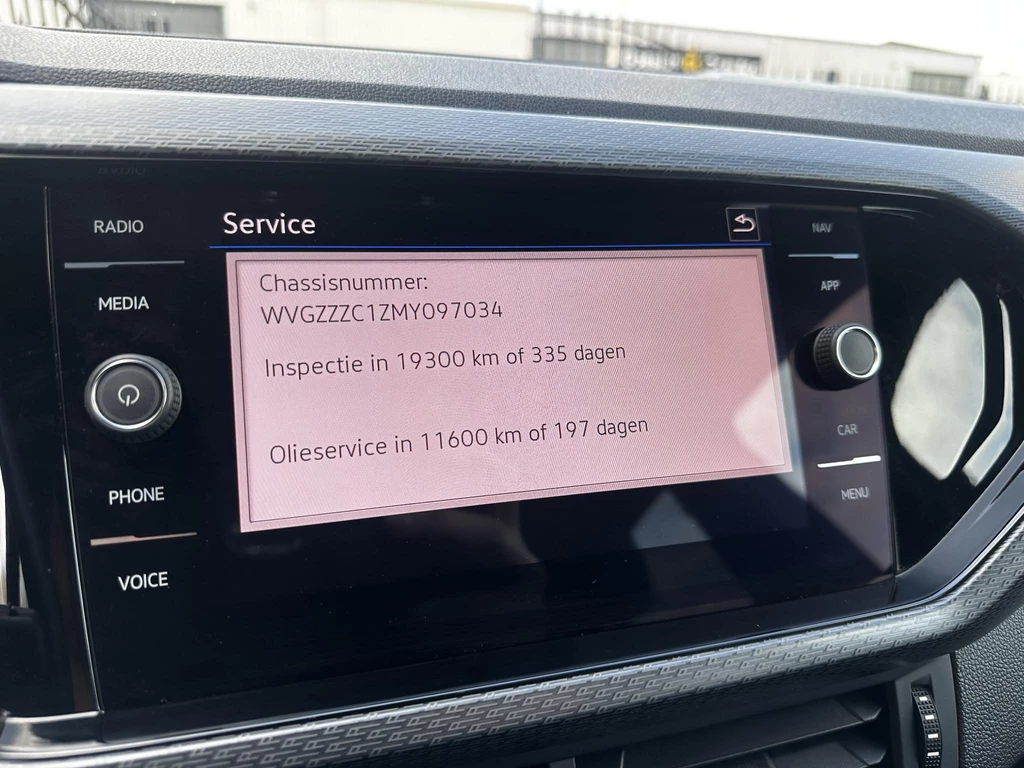 RADIO
MEDIA
PHONE
VOICE
Service
Chassisnummer:
WVGZZZC1ZMY097034
Inspectie in 19300 km of 335 dagen
Olieservice in 11600 km of 197 dagen
NAV
APP
CAR
MENU